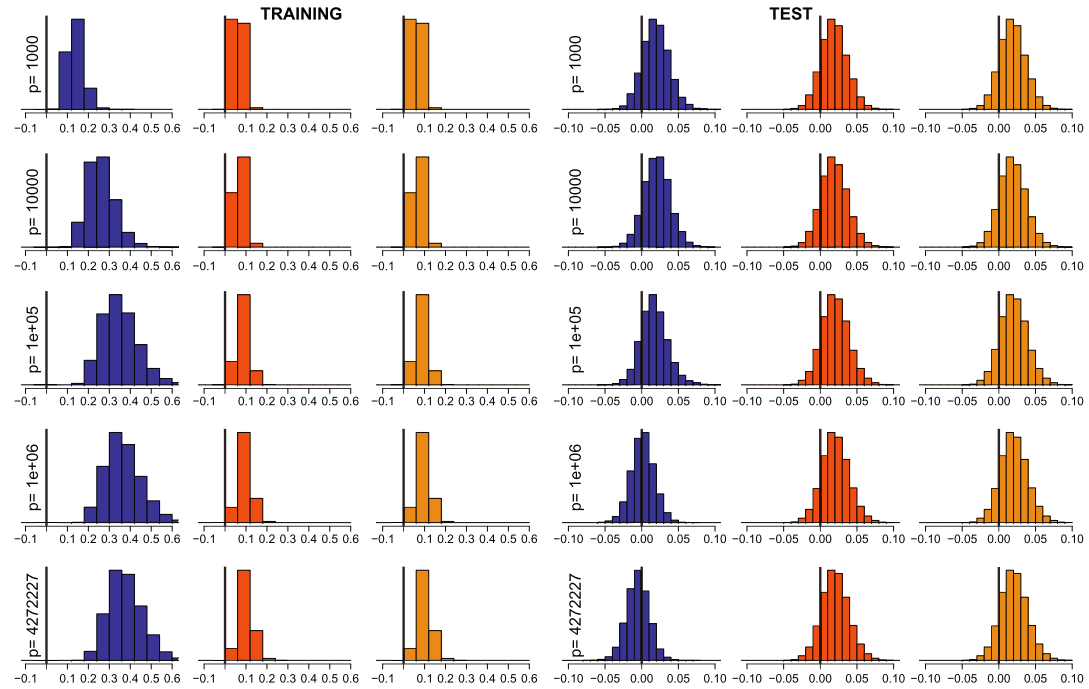 TRAINING TEST
p= 1000
−0.1 0.1 0.2 0.3 0.4 0.5 0.6 −0.1 0.1 0.2 0.3 0.4 0.5 0.6 −0.1 0.1 0.2 0.3 0.4 0.5 0.6 −0.10 −0.05 0.00 0.05 0.10 −0.10 −0.05 0.00 0.05 0.10 −0.10 −0.05 0.00 0.05 0.10
p= 10000
−0.1 0.1 0.2 0.3 0.4 0.5 0.6 −0.1 0.1 0.2 0.3 0.4 0.5 0.6 −0.1 0.1 0.2 0.3 0.4 0.5 0.6 −0.10 −0.05 0.00 0.05 0.10 −0.10 −0.05 0.00 0.05 0.10 −0.10 −0.05 0.00 0.05 0.10
p= 1e+05
−0.1 0.1 0.2 0.3 0.4 0.5 0.6 −0.1 0.1 0.2 0.3 0.4 0.5 0.6 −0.1 0.1 0.2 0.3 0.4 0.5 0.6 −0.10 −0.05 0.00 0.05 0.10 −0.10 −0.05 0.00 0.05 0.10 −0.10 −0.05 0.00 0.05 0.10
p= 1e+06
−0.1 0.1 0.2 0.3 0.4 0.5 0.6 −0.1 0.1 0.2 0.3 0.4 0.5 0.6 −0.1 0.1 0.2 0.3 0.4 0.5 0.6 −0.10 −0.05 0.00 0.05 0.10 −0.10 −0.05 0.00 0.05 0.10 −0.10 −0.05 0.00 0.05 0.10
p= 4272227
−0.1 0.1 0.2 0.3 0.4 0.5 0.6 −0.1 0.1 0.2 0.3 0.4 0.5 0.6 −0.1 0.1 0.2 0.3 0.4 0.5 0.6 −0.10 −0.05 0.00 0.05 0.10 −0.10 −0.05 0.00 0.05 0.10 −0.10 −0.05 0.00 0.05 0.10
p= 1000
p= 10000
p= 1e+05
p= 1e+06
p= 4272227